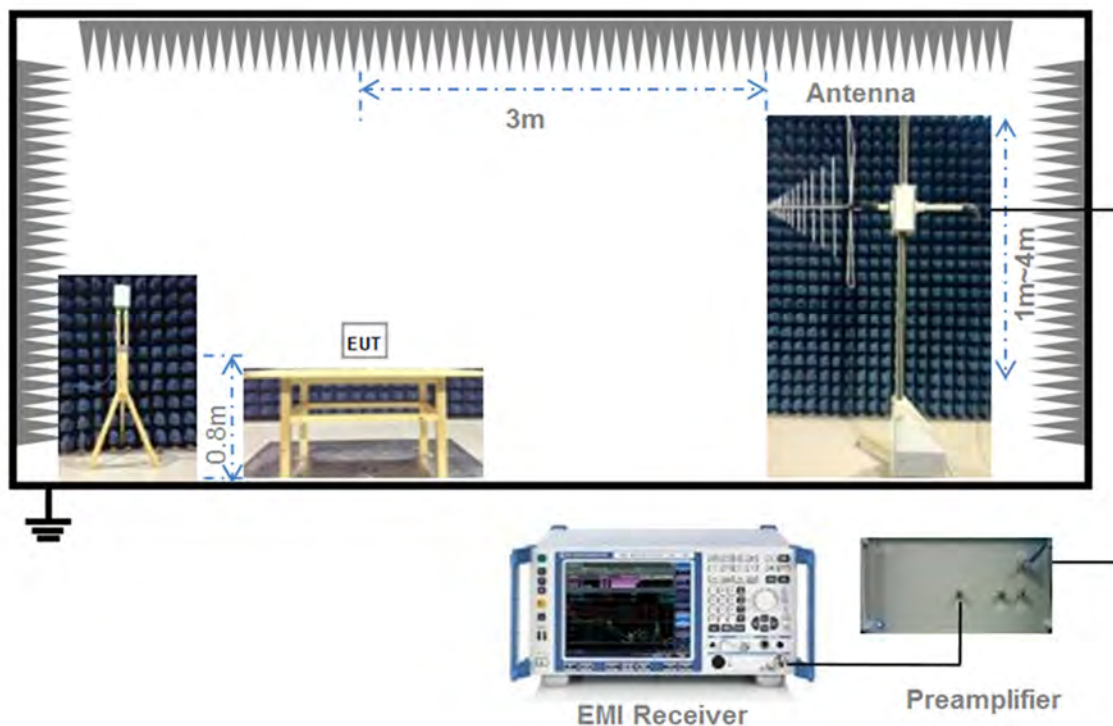 Antenna
3m
1m~4m
EUT
0.8m
EMI Receiver
Preamplifier